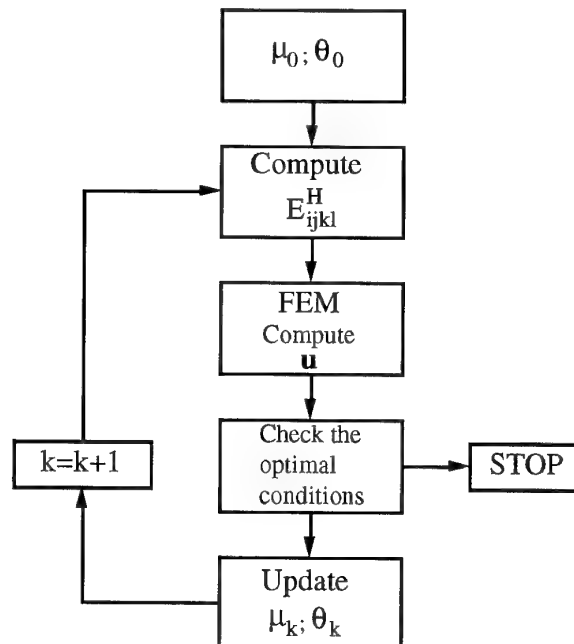 μ₀; θ₀
Compute
E^H_ijkl
FEM
Compute
u
Check the
optimal
conditions
STOP
k=k+1
Update
μₖ; θₖ